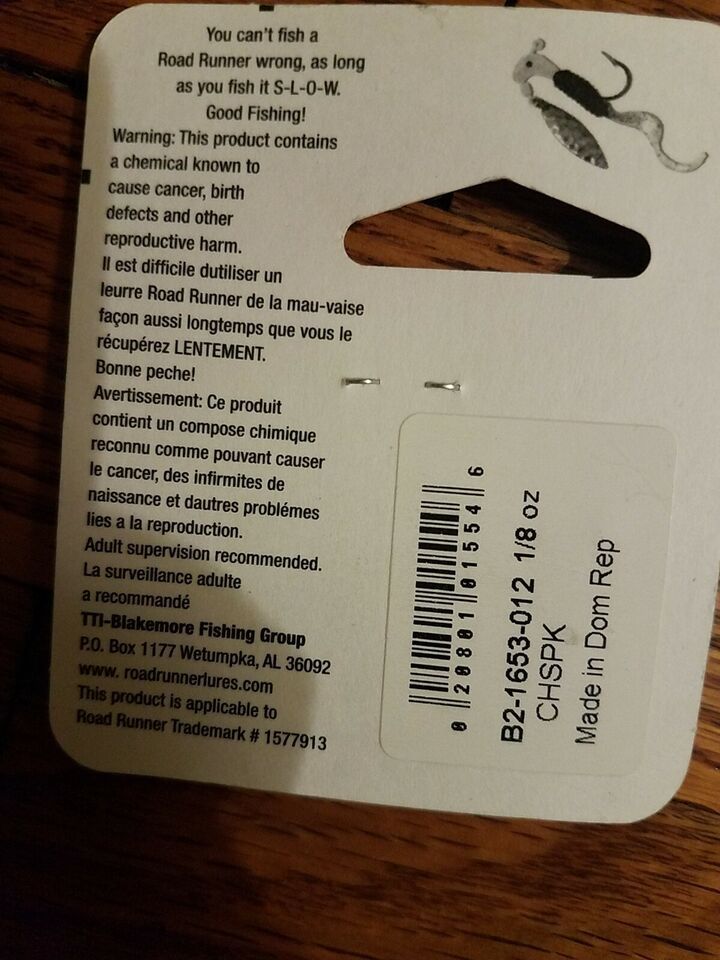 You can't fish a
Road Runner wrong, as long
as you fish it S-L-O-W.
Good Fishing!
Warning: This product contains
a chemical known to
cause cancer, birth
defects and other
reproductive harm.
Il est difficile dutiliser un
leurre Road Runner de la mau-vaise
façon aussi longtemps que vous le
récupérez LENTEMENT.
Bonne peche!
Avertissement: Ce produit
contient un compose chimique
reconnu comme pouvant causer
le cancer, des infirmites de
naissance et dautres problémes
lies a la reproduction.
Adult supervision recommended.
La surveillance adulte
a recommandé
TTI-Blakemore Fishing Group
P.O. Box 1177 Wetumpka, AL 36092
www. roadrunnerlures.com
This product is applicable to
Road Runner Trademark # 1577913
0 20801 01554 6
B2-1653-012 1/8 oz
CHSPK
Made in Dom Rep